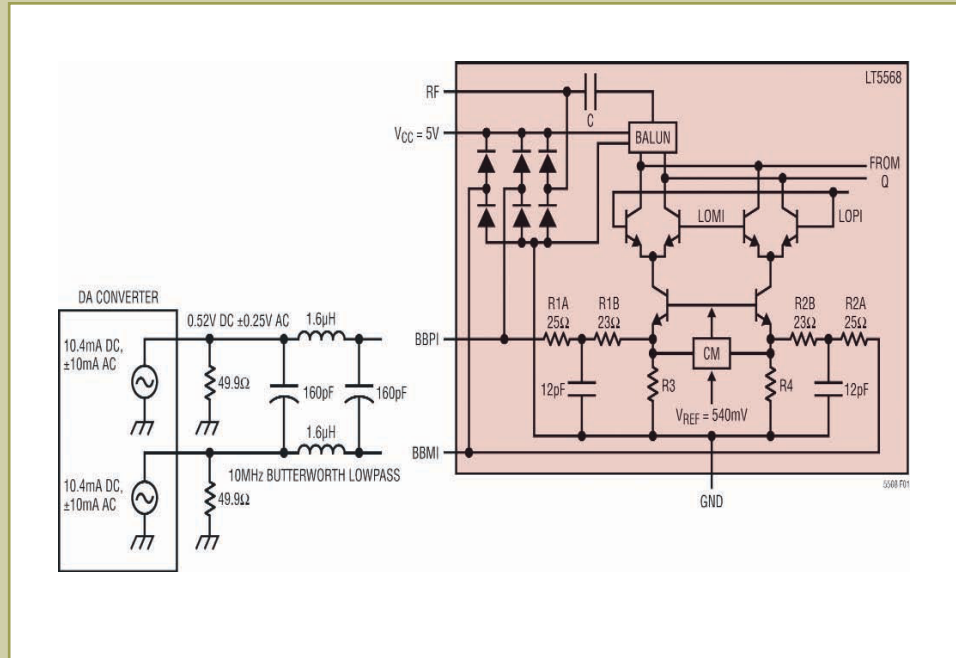 LT5568
RF
C
V_CC = 5V
BALUN
FROM
Q
LOMI
LOPI
DA CONVERTER
0.52V DC ±0.25V AC
1.6µH
BBPI
R1A
25Ω
R1B
23Ω
R2B
23Ω
R2A
25Ω
10.4mA DC,
±10mA AC
49.9Ω
160pF
160pF
12pF
R3
CM
R4
12pF
V_REF = 540mV
1.6µH
BBMI
10MHz BUTTERWORTH LOWPASS
10.4mA DC,
±10mA AC
49.9Ω
GND
5568 F01